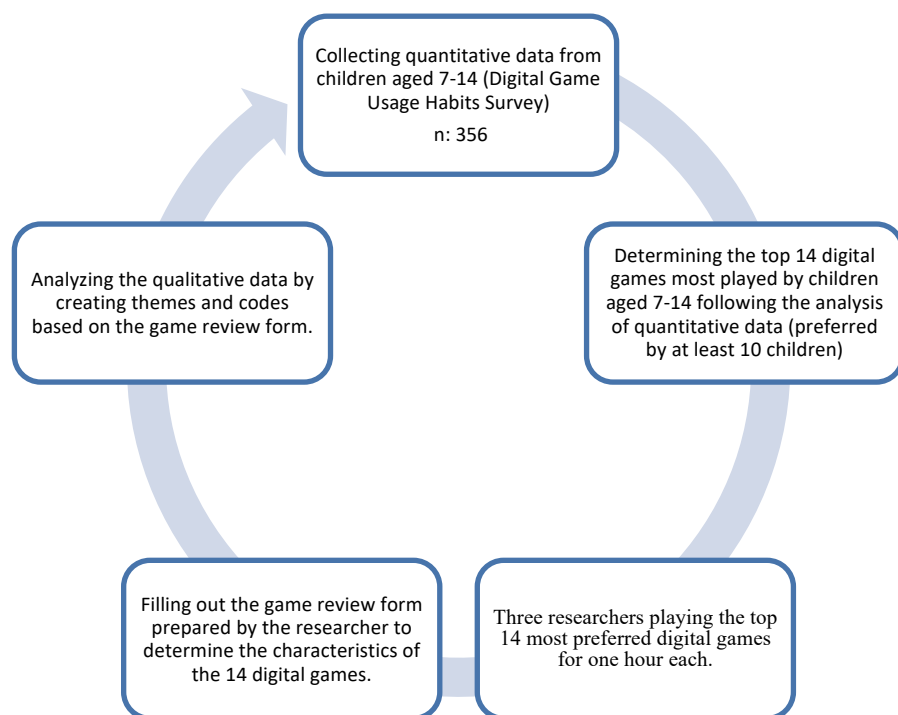 Collecting quantitative data from
children aged 7-14 (Digital Game
Usage Habits Survey)
n: 356
Determining the top 14 digital
games most played by children
aged 7-14 following the analysis
of quantitative data (preferred
by at least 10 children)
Three researchers playing the top
14 most preferred digital games
for one hour each.
Filling out the game review form
prepared by the researcher to
determine the characteristics of
the 14 digital games.
Analyzing the qualitative data by
creating themes and codes
based on the game review form.